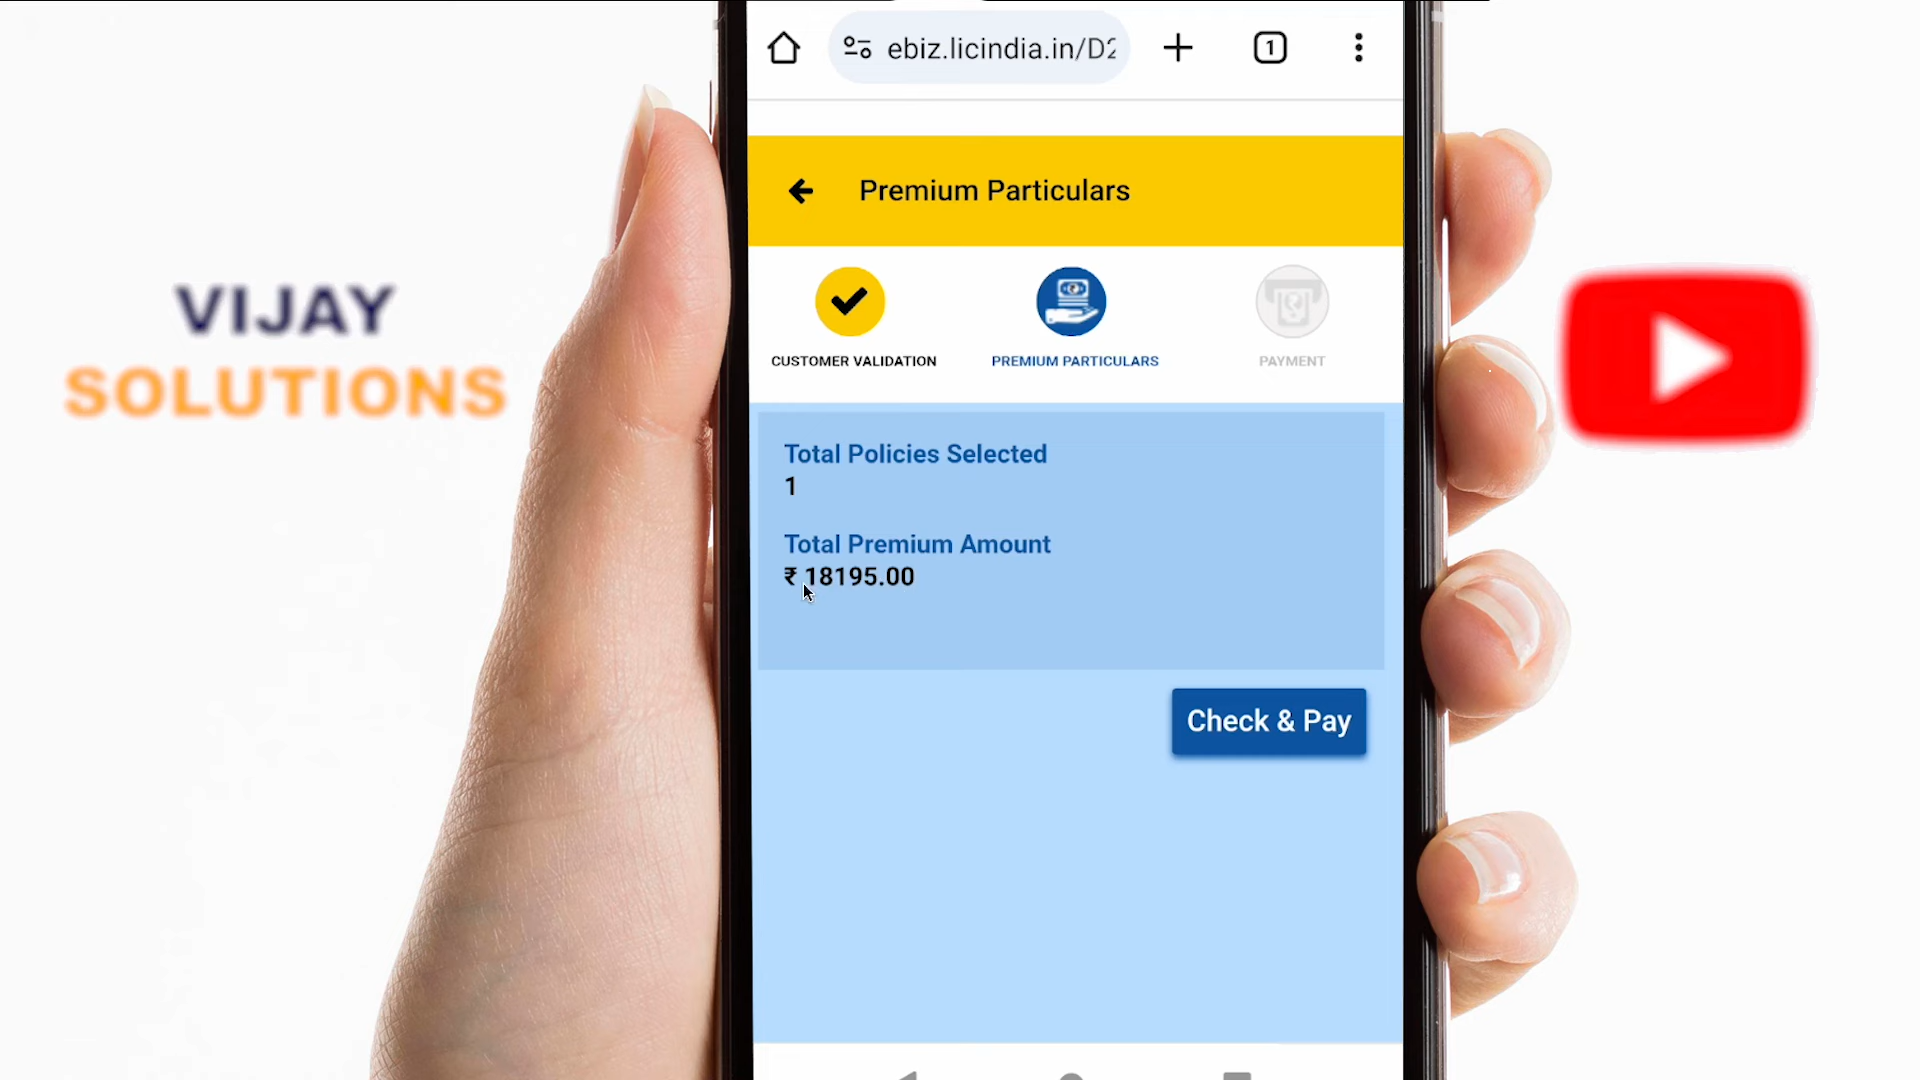 ebiz.licindia.in/D2
1
Premium Particulars
CUSTOMER VALIDATION
PREMIUM PARTICULARS
PAYMENT
VIJAY
SOLUTIONS
Total Policies Selected
1
Total Premium Amount
₹ 18195.00
Check & Pay